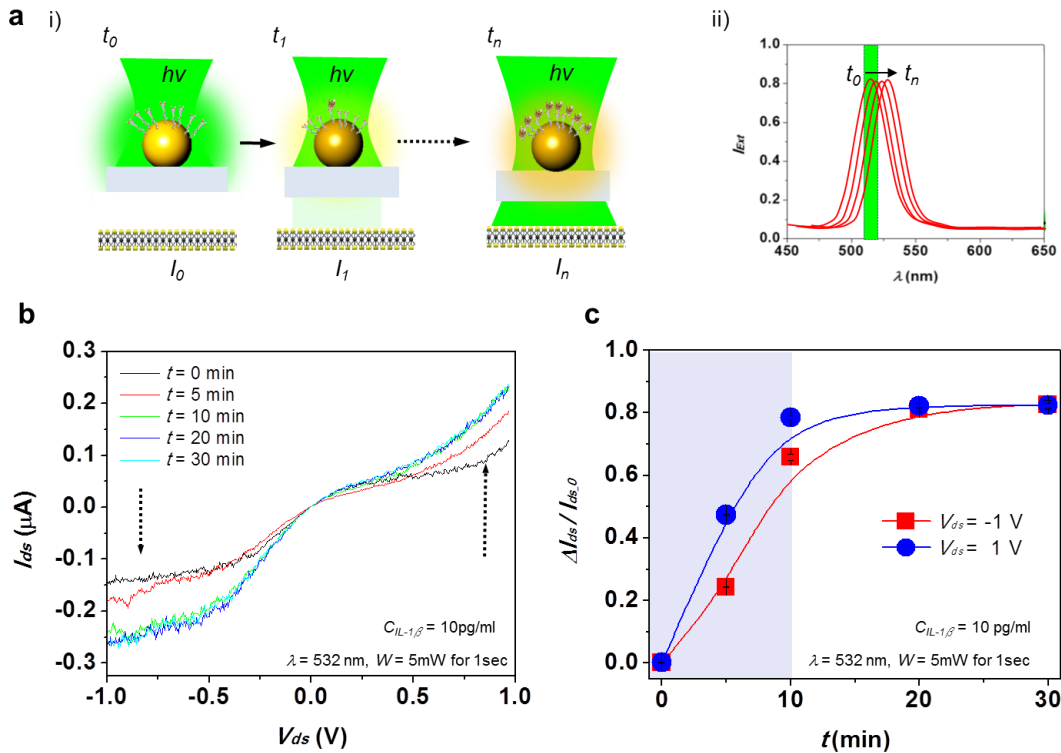 a
i)
t0
t1
tn
hv
hv
hv
I0
I1
In
ii)
1.0
0.8
0.6
0.4
0.2
0.0
IExt
t0
tn
450
500
550
600
650
λ (nm)
b
0.3
0.2
0.1
0.0
-0.1
-0.2
-0.3
Ids (μA)
t = 0 min
t = 5 min
t = 10 min
t = 20 min
t = 30 min
CIL-1β = 10pg/ml
λ = 532 nm, W = 5mW for 1sec
-1.0
-0.5
0.0
0.5
1.0
Vds (V)
c
1.0
0.8
0.6
0.4
0.2
0.0
ΔIds / Ids_0
Vds = -1 V
Vds = 1 V
CIL-1β = 10 pg/ml
λ = 532 nm, W = 5mW for 1sec
0
10
20
30
t (min)